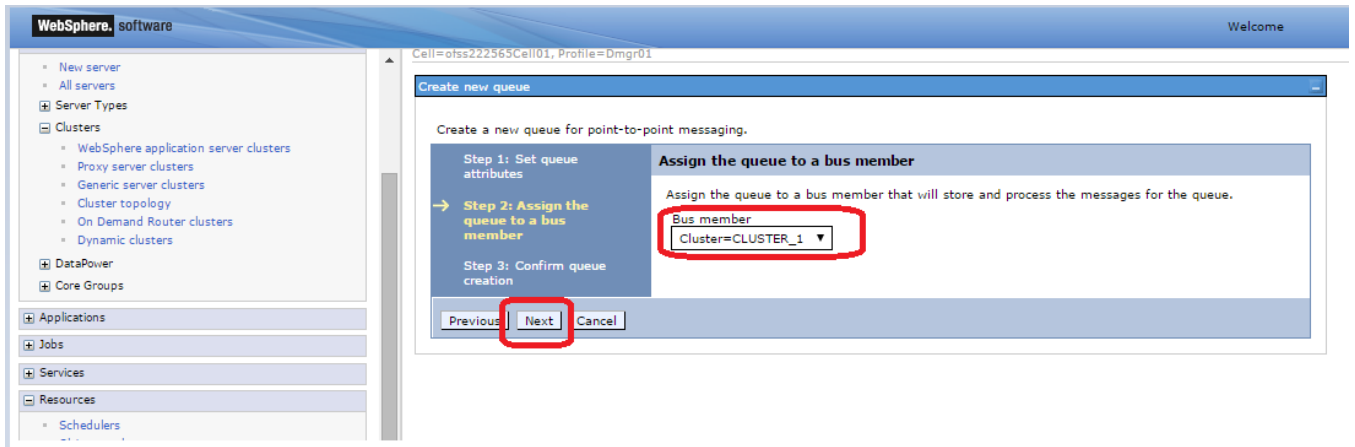 WebSphere. software
Welcome
Cell=ofss222565Cell01, Profile=Dmgr01
New server
All servers
Server Types
Clusters
WebSphere application server clusters
Proxy server clusters
Generic server clusters
Cluster topology
On Demand Router clusters
Dynamic clusters
DataPower
Core Groups
Applications
Jobs
Services
Resources
Schedulers
Create new queue
Create a new queue for point-to-point messaging.
Step 1: Set queue
attributes
Step 2: Assign the
queue to a bus
member
Step 3: Confirm queue
creation
Assign the queue to a bus member
Assign the queue to a bus member that will store and process the messages for the queue.
Bus member
Cluster=CLUSTER_1
Previous Next Cancel